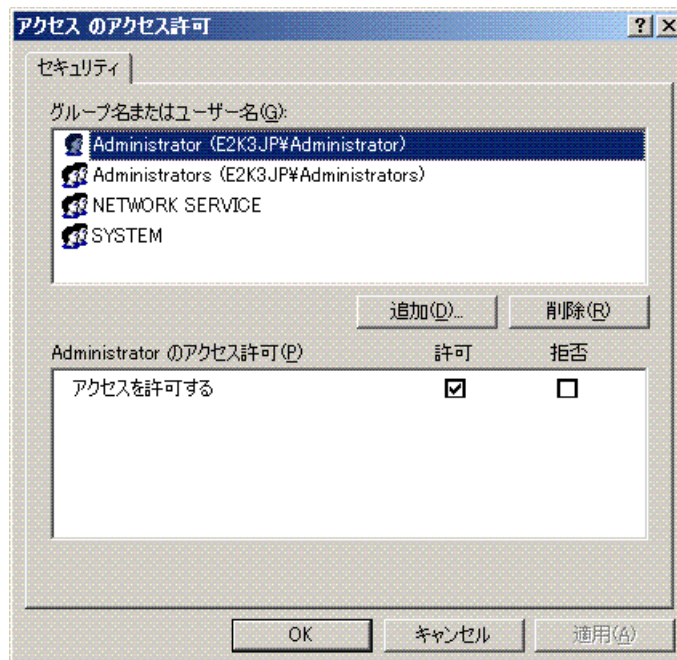 アクセス のアクセス許可
セキュリティ
グループ名またはユーザー名(G):
Administrator (E2K3JP¥Administrator)
Administrators (E2K3JP¥Administrators)
NETWORK SERVICE
SYSTEM
追加(D)... 削除(R)
Administrator のアクセス許可(P) 許可 拒否
アクセスを許可する
OK キャンセル 適用(A)